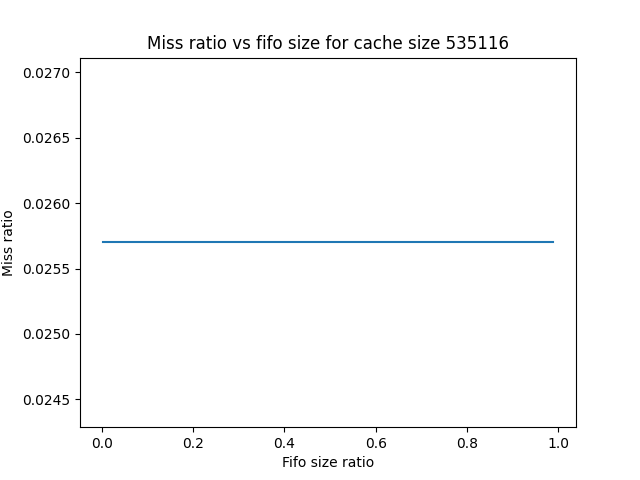 Miss ratio vs fifo size for cache size 535116
0.0270
0.0265
0.0260
0.0255
0.0250
0.0245
Miss ratio
0.0 0.2 0.4 0.6 0.8 1.0
Fifo size ratio